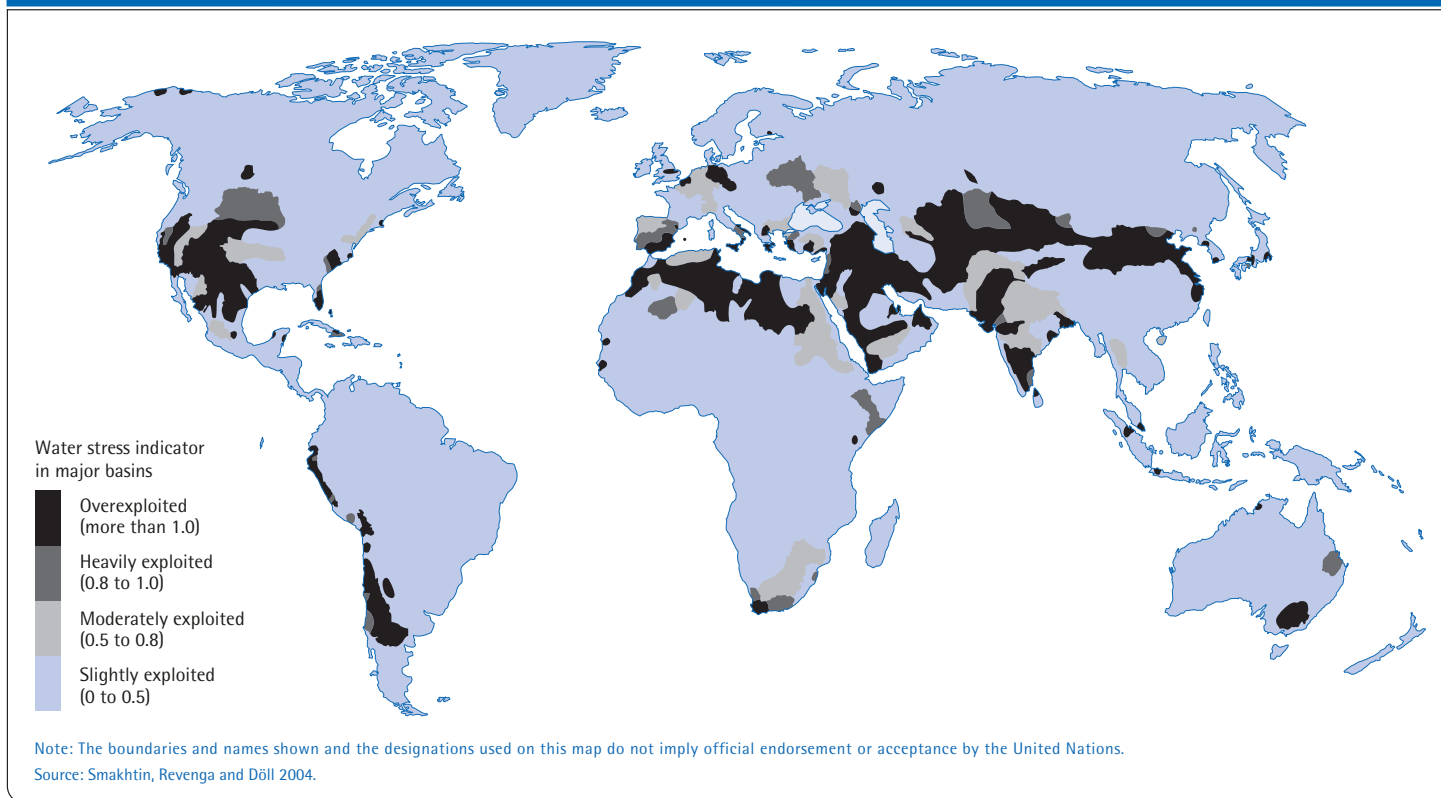 Water stress indicator
in major basins
Overexploited
(more than 1.0)
Heavily exploited
(0.8 to 1.0)
Moderately exploited
(0.5 to 0.8)
Slightly exploited
(0 to 0.5)
Note: The boundaries and names shown and the designations used on this map do not imply official endorsement or acceptance by the United Nations.
Source: Smakhtin, Revenga and Döll 2004.